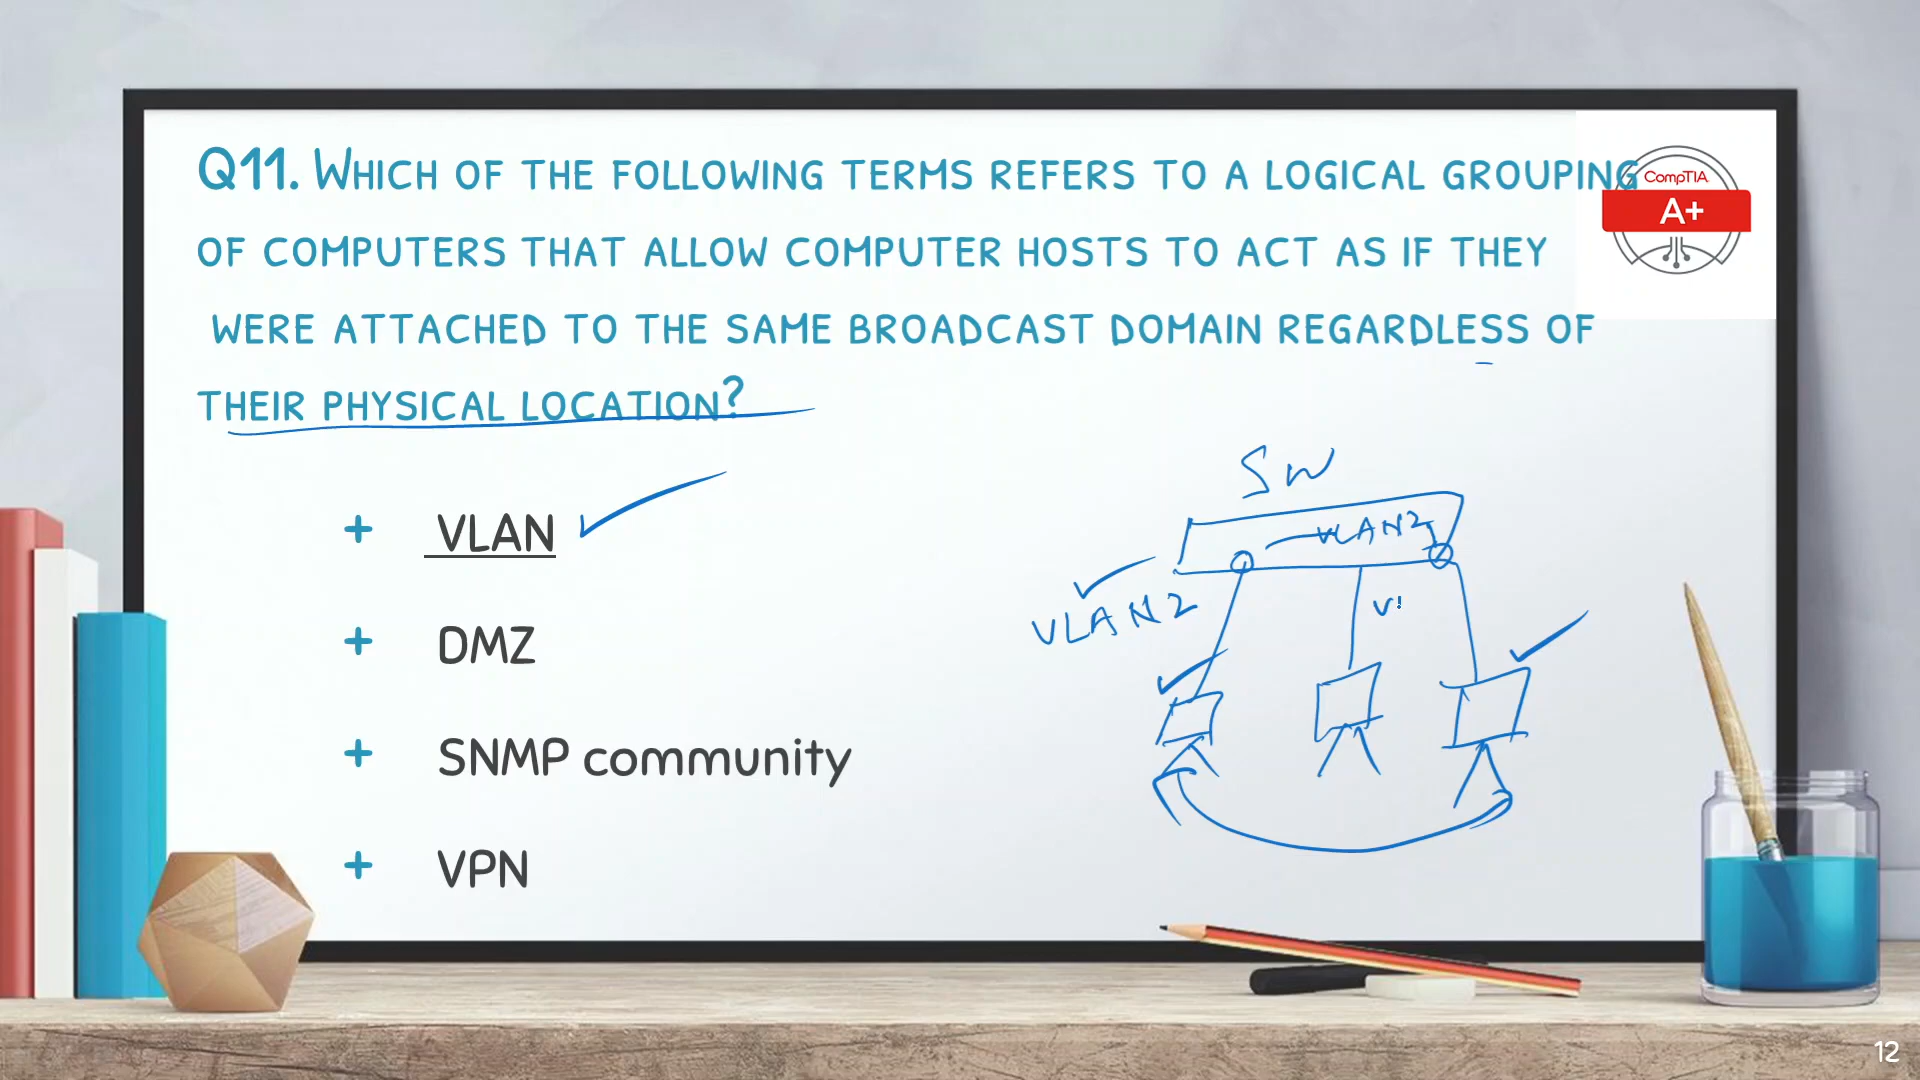 Q11. WHICH OF THE FOLLOWING TERMS REFERS TO A LOGICAL GROUPING
OF COMPUTERS THAT ALLOW COMPUTER HOSTS TO ACT AS IF THEY
WERE ATTACHED TO THE SAME BROADCAST DOMAIN REGARDLESS OF
THEIR PHYSICAL LOCATION?
CompTIA
A+
+ VLAN
+ DMZ
+ SNMP community
+ VPN
SW
VLAN2
VLAN2
12